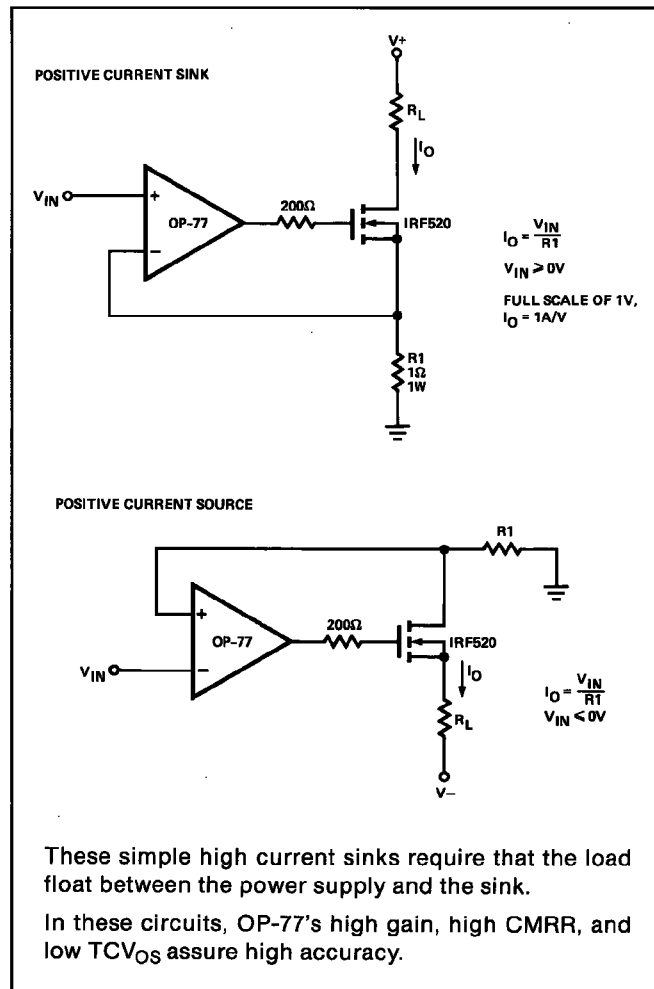 V+
POSITIVE CURRENT SINK
RL
IO
VIN
+
OP-77
200Ω
IRF520
−
IO = VIN
R1
VIN ⩾ 0V
FULL SCALE OF 1V,
IO = 1A/V
R1
1Ω
1W
POSITIVE CURRENT SOURCE
R1
+
OP-77
200Ω
IRF520
VIN
−
IO
RL
IO = VIN
R1
VIN ⩽ 0V
V−
These simple high current sinks require that the load
float between the power supply and the sink.
In these circuits, OP-77's high gain, high CMRR, and
low TCVOS assure high accuracy.